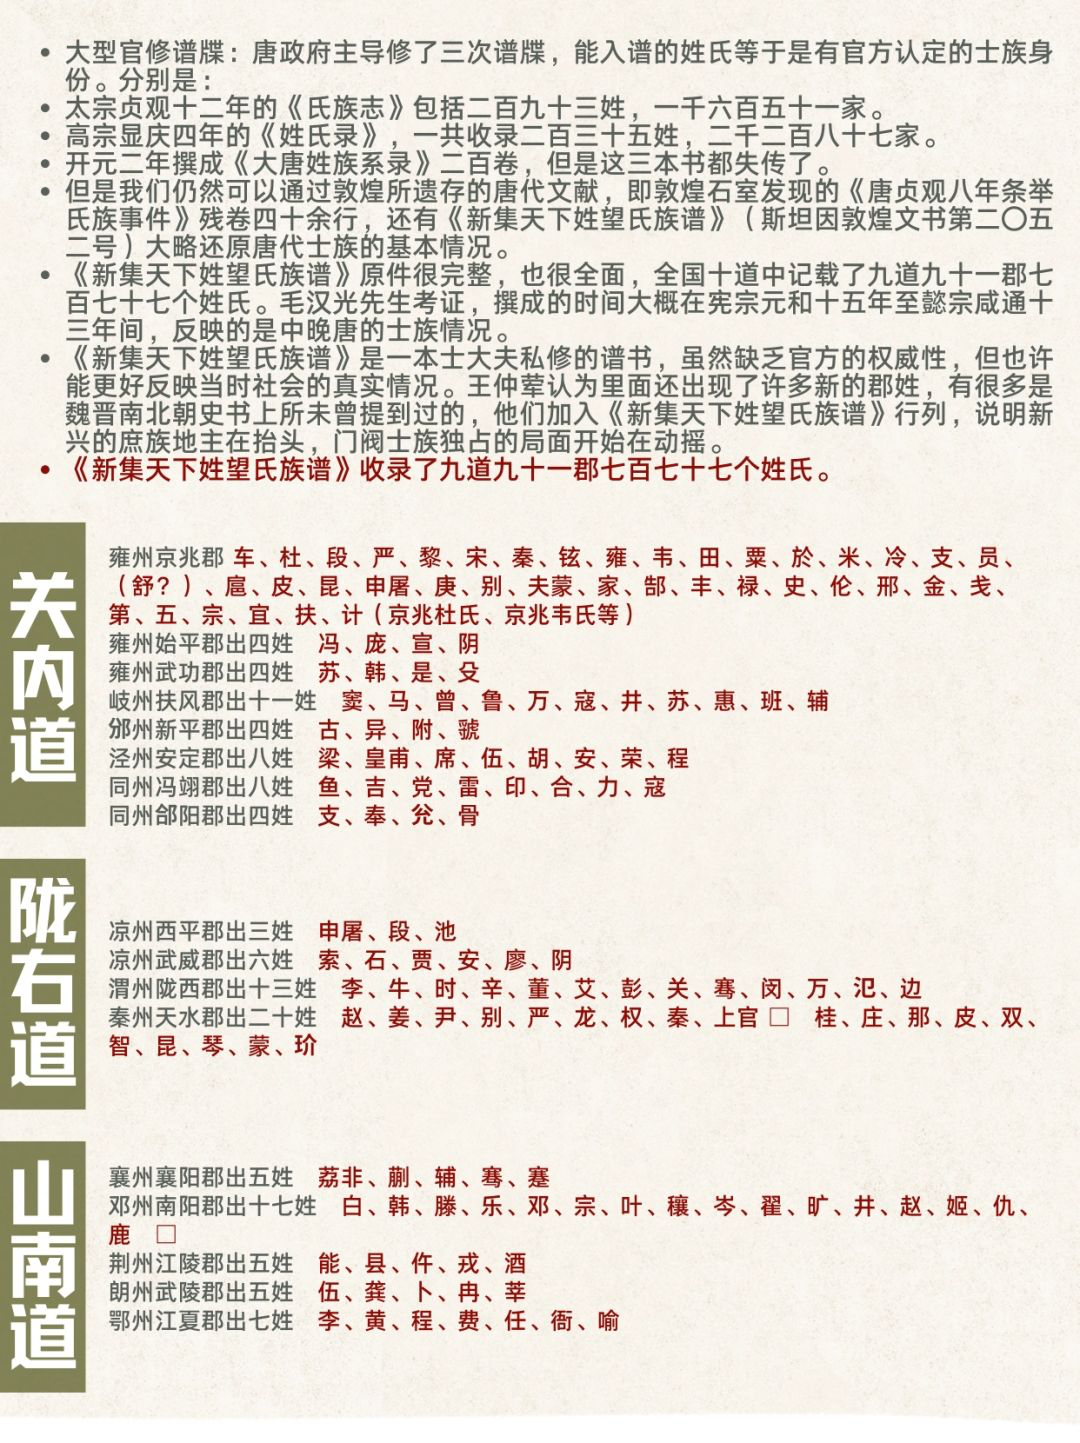 • 大型官修谱牒：唐政府主导修了三次谱牒，能入谱的姓氏等于是有官方认定的士族身
份。分别是：
• 太宗贞观十二年的《氏族志》包括二百九十三姓，一千六百五十一家。
• 高宗显庆四年的《姓氏录》，一共收录二百三十五姓，二千二百八十七家。
• 开元二年撰成《大唐姓族系录》二百卷，但是这三本书都失传了。
• 但是我们仍然可以通过敦煌所遗存的唐代文献，即敦煌石室发现的《唐贞观八年条举
氏族事件》残卷四十余行，还有《新集天下姓望氏族谱》（斯坦因敦煌文书第二〇五
二号）大略还原唐代士族的基本情况。
• 《新集天下姓望氏族谱》原件很完整，也很全面，全国十道中记载了九道九十一郡七
百七十七个姓氏。毛汉光先生考证，撰成的时间大概在宪宗元和十五年至懿宗咸通十
三年间，反映的是中晚唐的士族情况。
• 《新集天下姓望氏族谱》是一本士大夫私修的谱书，虽然缺乏官方的权威性，但也许
能更好反映当时社会的真实情况。王仲荦认为里面还出现了许多新的郡姓，有很多是
魏晋南北朝史书上所未曾提到过的，他们加入《新集天下姓望氏族谱》行列，说明新
兴的庶族地主在抬头，门阀士族独占的局面开始在动摇。
• 《新集天下姓望氏族谱》收录了九道九十一郡七百七十七个姓氏。
关内道
雍州京兆郡 车、杜、段、严、黎、宋、秦、铉、雍、韦、田、粟、於、米、冷、支、员、
（舒？）、扈、皮、昆、申屠、康、别、夫蒙、家、郜、丰、禄、史、伦、邢、金、戋、
第、五、宗、宜、扶、计（京兆杜氏、京兆韦氏等）
雍州始平郡出四姓 冯、庞、宣、阴
雍州武功郡出四姓 苏、韩、是、殳
岐州扶风郡出十一姓 窦、马、曾、鲁、万、寇、井、苏、惠、班、辅
邠州新平郡出四姓 古、异、附、虢
泾州安定郡出八姓 梁、皇甫、席、伍、胡、安、荣、程
同州冯翊郡出八姓 鱼、吉、党、雷、印、合、力、寇
同州郃阳郡出四姓 支、奉、兊、骨
陇右道
凉州西平郡出三姓 申屠、段、池
凉州武威郡出六姓 索、石、贾、安、廖、阴
渭州陇西郡出十三姓 李、牛、时、辛、董、艾、彭、关、骞、闵、万、氾、边
秦州天水郡出二十姓 赵、姜、尹、别、严、龙、权、秦、上官 □ 桂、庄、那、皮、双、
智、昆、琴、蒙、玠
山南道
襄州襄阳郡出五姓 荔非、蒯、辅、骞、蹇
邓州南阳郡出十七姓 白、韩、滕、乐、邓、宗、叶、穰、岑、翟、旷、井、赵、姬、仇、
鹿 □
荆州江陵郡出五姓 能、县、仵、戎、酒
朗州武陵郡出五姓 伍、龚、卜、冉、莘
鄂州江夏郡出七姓 李、黄、程、费、任、衙、喻